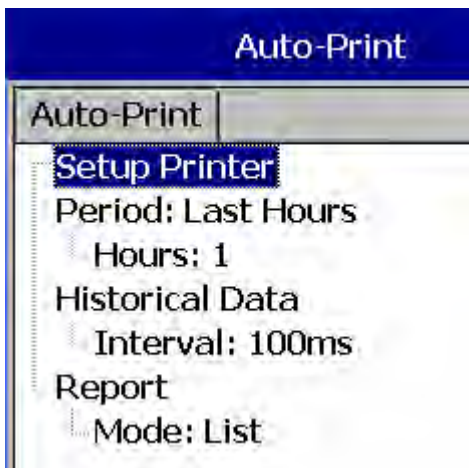 Auto-Print
Auto-Print
Setup Printer
Period: Last Hours
Hours: 1
Historical Data
Interval: 100ms
Report
Mode: List